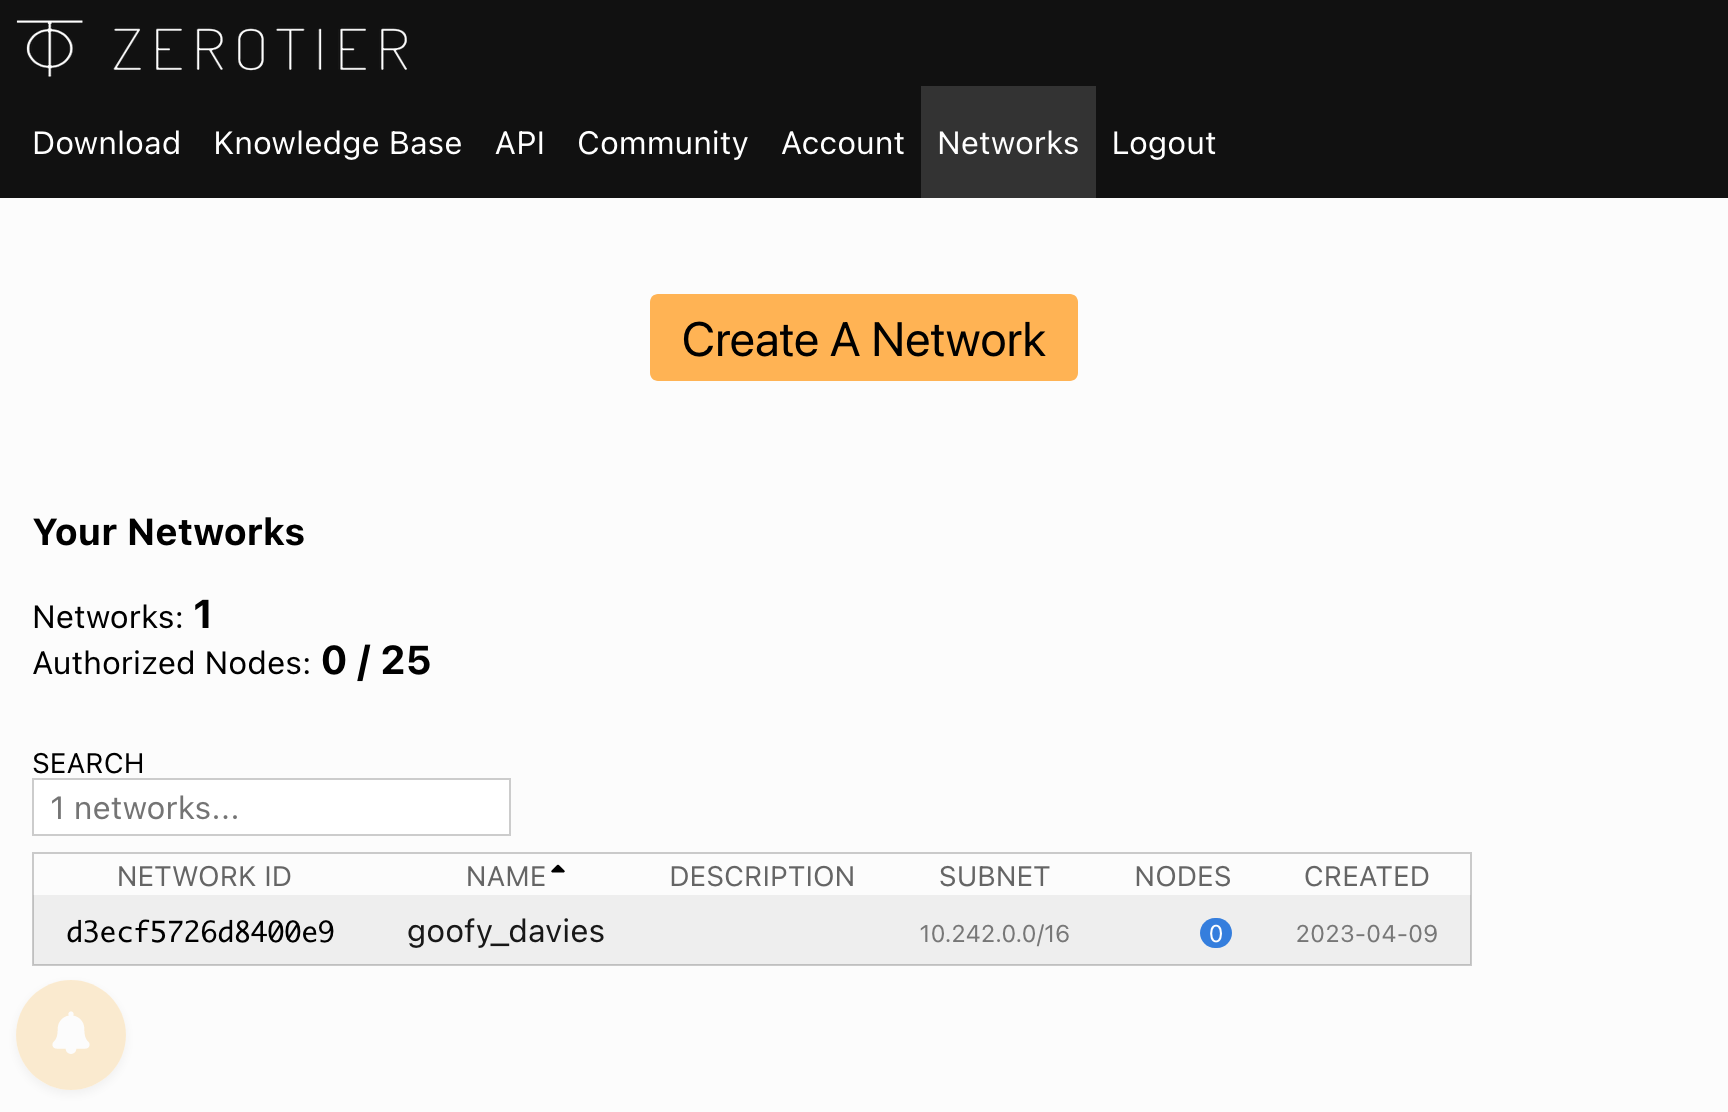 ZEROTIER
Download Knowledge Base API Community Account Networks Logout
Create A Network
Your Networks
Networks: 1
Authorized Nodes: 0 / 25
SEARCH
1 networks...
NETWORK ID NAME DESCRIPTION SUBNET NODES CREATED
d3ecf5726d8400e9 goofy_davies 10.242.0.0/16 0 2023-04-09